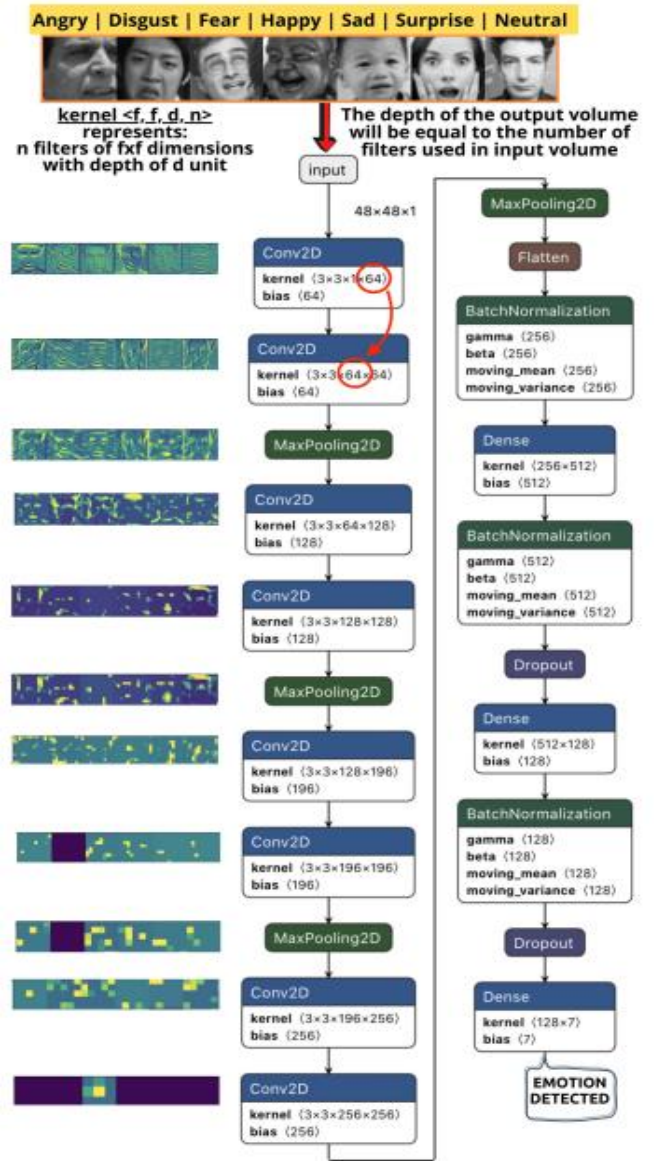 Angry | Disgust | Fear | Happy | Sad | Surprise | Neutral
kernel <f, f, d, n>
represents:
n filters of fxf dimensions
with depth of d unit
The depth of the output volume
will be equal to the number of
filters used in input volume
input
48×48×1
Conv2D
kernel ⟨3×3×1×64⟩
bias ⟨64⟩
Conv2D
kernel ⟨3×3×64×64⟩
bias ⟨64⟩
MaxPooling2D
Conv2D
kernel ⟨3×3×64×128⟩
bias ⟨128⟩
Conv2D
kernel ⟨3×3×128×128⟩
bias ⟨128⟩
MaxPooling2D
Conv2D
kernel ⟨3×3×128×196⟩
bias ⟨196⟩
Conv2D
kernel ⟨3×3×196×196⟩
bias ⟨196⟩
MaxPooling2D
Conv2D
kernel ⟨3×3×196×256⟩
bias ⟨256⟩
Conv2D
kernel ⟨3×3×256×256⟩
bias ⟨256⟩
MaxPooling2D
Flatten
BatchNormalization
gamma ⟨256⟩
beta ⟨256⟩
moving_mean ⟨256⟩
moving_variance ⟨256⟩
Dense
kernel ⟨256×512⟩
bias ⟨512⟩
BatchNormalization
gamma ⟨512⟩
beta ⟨512⟩
moving_mean ⟨512⟩
moving_variance ⟨512⟩
Dropout
Dense
kernel ⟨512×128⟩
bias ⟨128⟩
BatchNormalization
gamma ⟨128⟩
beta ⟨128⟩
moving_mean ⟨128⟩
moving_variance ⟨128⟩
Dropout
Dense
kernel ⟨128×7⟩
bias ⟨7⟩
EMOTION
DETECTED